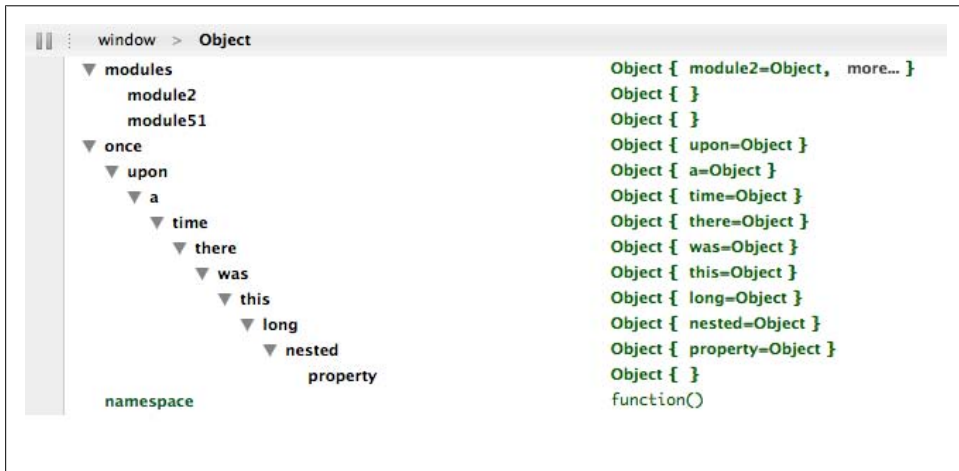 window > Object
modules Object { module2=Object, more... }
module2 Object { }
module51 Object { }
once Object { upon=Object }
upon Object { a=Object }
a Object { time=Object }
time Object { there=Object }
there Object { was=Object }
was Object { this=Object }
this Object { long=Object }
long Object { nested=Object }
nested Object { property=Object }
property Object { }
namespace function()